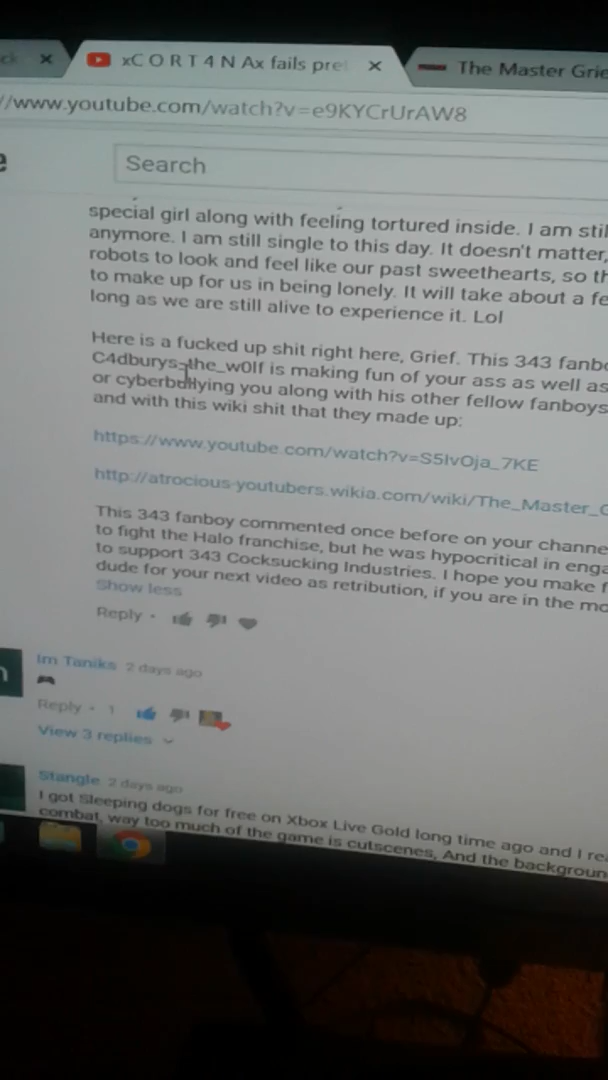 xC O R T 4 N Ax fails pre
The Master Grie
//www.youtube.com/watch?v=e9KYCrUrAW8
e
Search
special girl along with feeling tortured inside. I am stil
anymore. I am still single to this day. It doesn't matter,
robots to look and feel like our past sweethearts, so th
to make up for us in being lonely. It will take about a fe
long as we are still alive to experience it. Lol
Here is a fucked up shit right here, Grief. This 343 fanbo
C4dburys-the_w0lf is making fun of your ass as well as
or cyberbullying you along with his other fellow fanboys
and with this wiki shit that they made up:
https://www.youtube.com/watch?v=S5IvOja_7KE
http://atrocious-youtubers.wikia.com/wiki/The_Master_G
This 343 fanboy commented once before on your channe
to fight the Halo franchise, but he was hypocritical in enga
to support 343 Cocksucking Industries. I hope you make f
dude for your next video as retribution, if you are in the mo
Show less
Reply •
Im Taniks 2 days ago
Reply • 1
View 3 replies
Stangle 2 days ago
I got Sleeping dogs for free on Xbox Live Gold long time ago and I rea
combat, way too much of the game is cutscenes, And the backgroun